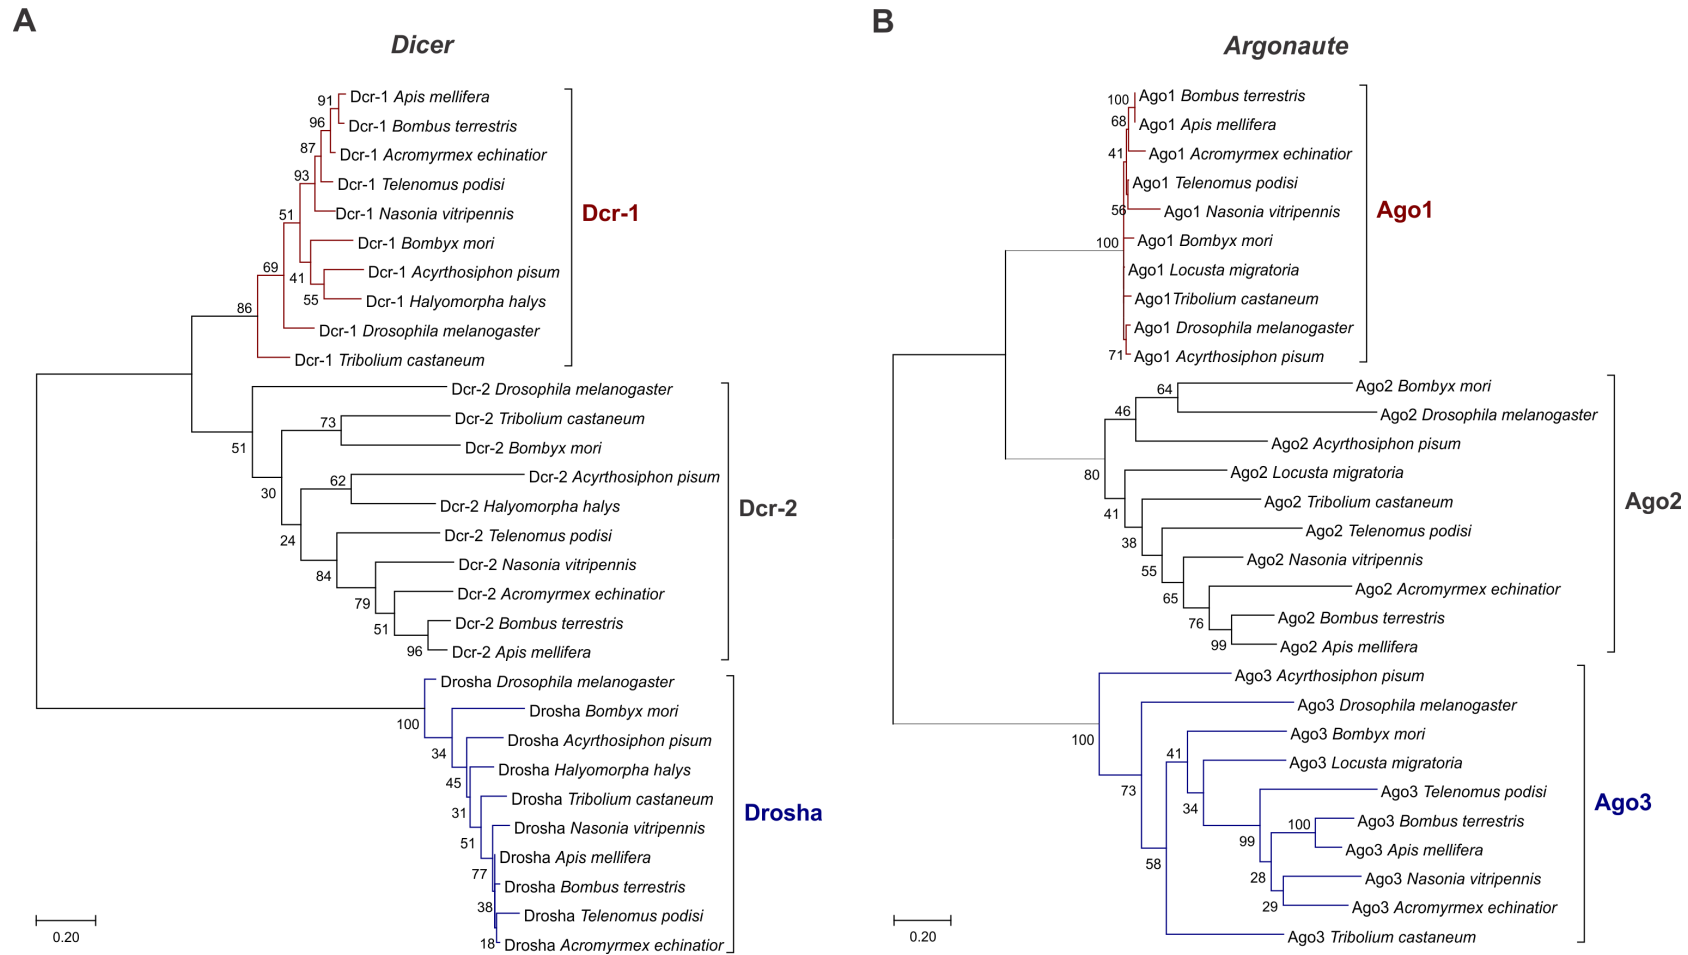 A
Dicer
91
Dcr-1 Apis mellifera
96
Dcr-1 Bombus terrestris
87
Dcr-1 Acromyrmex echinatior
93
Dcr-1 Telenomus podisi
51
Dcr-1 Nasonia vitripennis
Dcr-1
Dcr-1 Bombyx mori
69
41
Dcr-1 Acyrthosiphon pisum
55
Dcr-1 Halyomorpha halys
86
Dcr-1 Drosophila melanogaster
Dcr-1 Tribolium castaneum
Dcr-2 Drosophila melanogaster
73
Dcr-2 Tribolium castaneum
51
Dcr-2 Bombyx mori
62
Dcr-2 Acyrthosiphon pisum
30
Dcr-2 Halyomorpha halys
Dcr-2
24
Dcr-2 Telenomus podisi
84
Dcr-2 Nasonia vitripennis
79
Dcr-2 Acromyrmex echinatior
51
Dcr-2 Bombus terrestris
96
Dcr-2 Apis mellifera
Drosha Drosophila melanogaster
100
Drosha Bombyx mori
34
Drosha Acyrthosiphon pisum
45
Drosha Halyomorpha halys
31
Drosha Tribolium castaneum
Drosha
51
Drosha Nasonia vitripennis
77
Drosha Apis mellifera
Drosha Bombus terrestris
38
Drosha Telenomus podisi
18
Drosha Acromyrmex echinatior
0.20
B
Argonaute
100
Ago1 Bombus terrestris
68
Ago1 Apis mellifera
41
Ago1 Acromyrmex echinatior
Ago1 Telenomus podisi
56
Ago1 Nasonia vitripennis
Ago1
100
Ago1 Bombyx mori
Ago1 Locusta migratoria
Ago1Tribolium castaneum
Ago1 Drosophila melanogaster
71
Ago1 Acyrthosiphon pisum
64
Ago2 Bombyx mori
46
Ago2 Drosophila melanogaster
Ago2 Acyrthosiphon pisum
80
Ago2 Locusta migratoria
41
Ago2 Tribolium castaneum
Ago2
38
Ago2 Telenomus podisi
55
Ago2 Nasonia vitripennis
65
Ago2 Acromyrmex echinatior
76
Ago2 Bombus terrestris
99
Ago2 Apis mellifera
Ago3 Acyrthosiphon pisum
100
Ago3 Drosophila melanogaster
41
Ago3 Bombyx mori
73
Ago3 Locusta migratoria
34
Ago3 Telenomus podisi
Ago3
100
Ago3 Bombus terrestris
99
Ago3 Apis mellifera
58
28
Ago3 Nasonia vitripennis
29
Ago3 Acromyrmex echinatior
Ago3 Tribolium castaneum
0.20